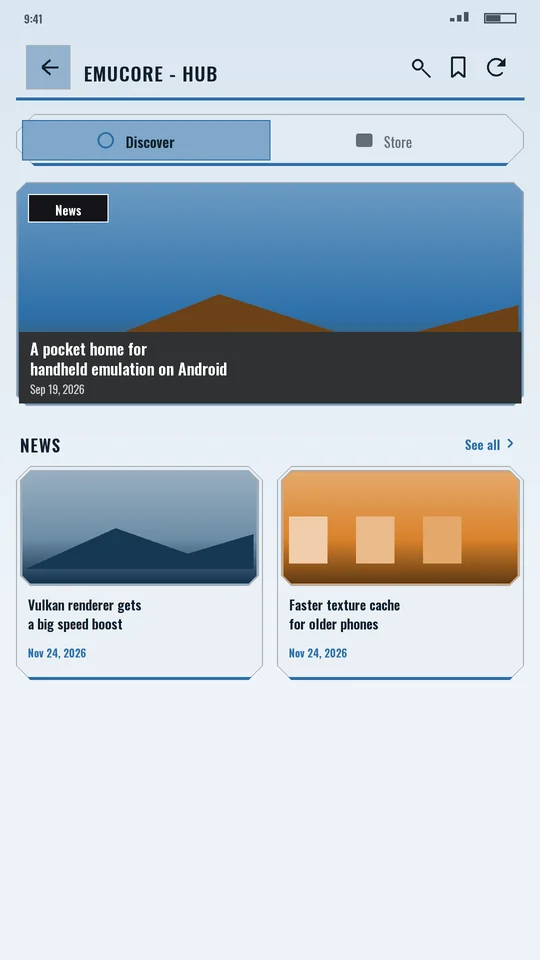 9:41
EMUCORE - HUB
Discover
Store
News
A pocket home for
handheld emulation on Android
Sep 19, 2026
NEWS
See all
Vulkan renderer gets
a big speed boost
Nov 24, 2026
Faster texture cache
for older phones
Nov 24, 2026